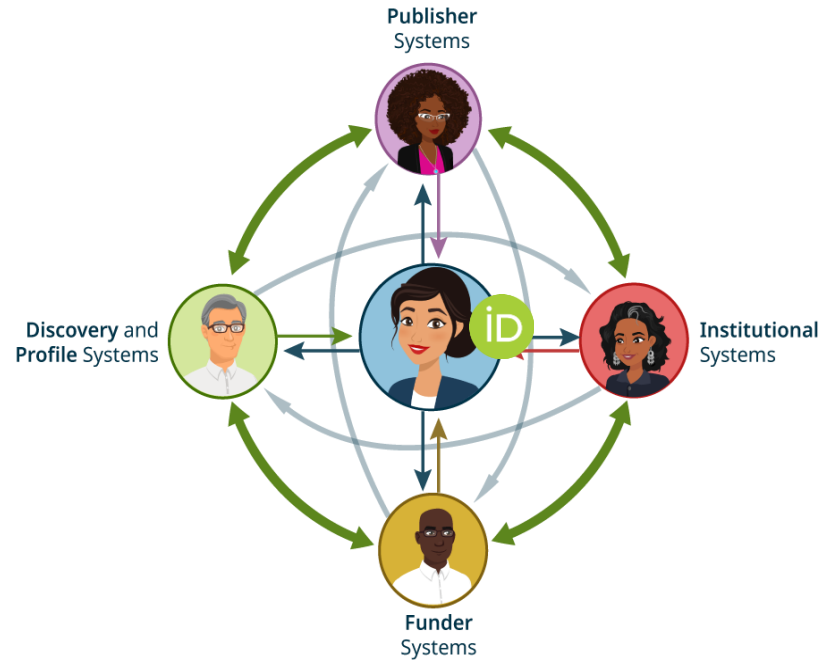 Publisher
Systems
iD
Discovery and
Profile Systems
Institutional
Systems
Funder
Systems